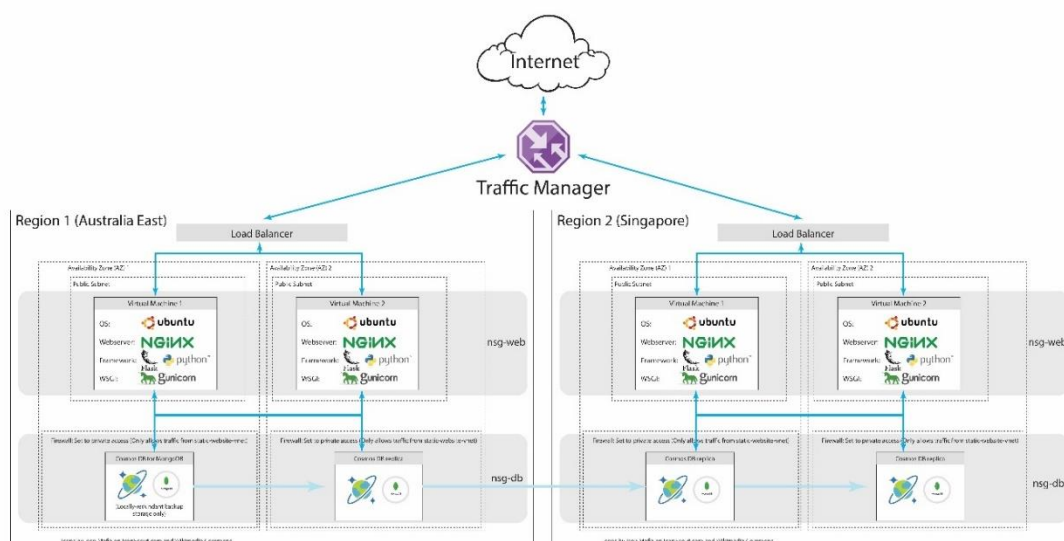 Internet
Traffic Manager
Region 1 (Australia East)
Load Balancer
Availability Zone (AZ) 1
Availability Zone (AZ) 2
Public Subnet
Public Subnet
Virtual Machine 1
OS: ubuntu
Webserver: NGINX
Framework: Flask python
WSGI: gunicorn
Virtual Machine 2
OS: ubuntu
Webserver: NGINX
Framework: Flask python
WSGI: gunicorn
nsg-web
Firewall: Set to private access (Only allows traffic from static-website-vnet)
Firewall: Set to private access (Only allows traffic from static-website-vnet)
Cosmos DB for MongoDB
(Locally-redundant backup
storage only)
Cosmos DB replica
nsg-db
Region 2 (Singapore)
Load Balancer
Availability Zone (AZ) 1
Availability Zone (AZ) 2
Public Subnet
Public Subnet
Virtual Machine 1
OS: ubuntu
Webserver: NGINX
Framework: Flask python
WSGI: gunicorn
Virtual Machine 2
OS: ubuntu
Webserver: NGINX
Framework: Flask python
WSGI: gunicorn
nsg-web
Firewall: Set to private access (Only allows traffic from static-website-vnet)
Firewall: Set to private access (Only allows traffic from static-website-vnet)
Cosmos DB replica
Cosmos DB replica
nsg-db